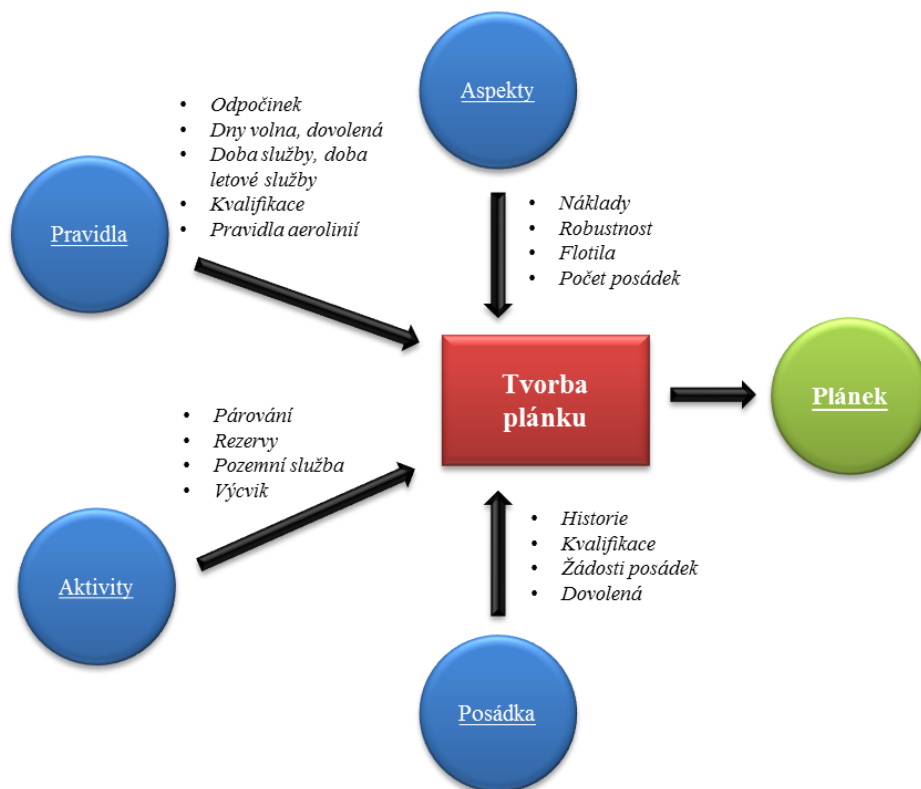 Aspekty
• Odpočinek
• Dny volna, dovolená
• Doba služby, doba
letové služby
• Kvalifikace
• Pravidla aerolinií
Pravidla
• Náklady
• Robustnost
• Flotila
• Počet posádek
Tvorba
plánku
Plánek
• Párování
• Rezervy
• Pozemní služba
• Výcvik
Aktivity
• Historie
• Kvalifikace
• Žádosti posádek
• Dovolená
Posádka